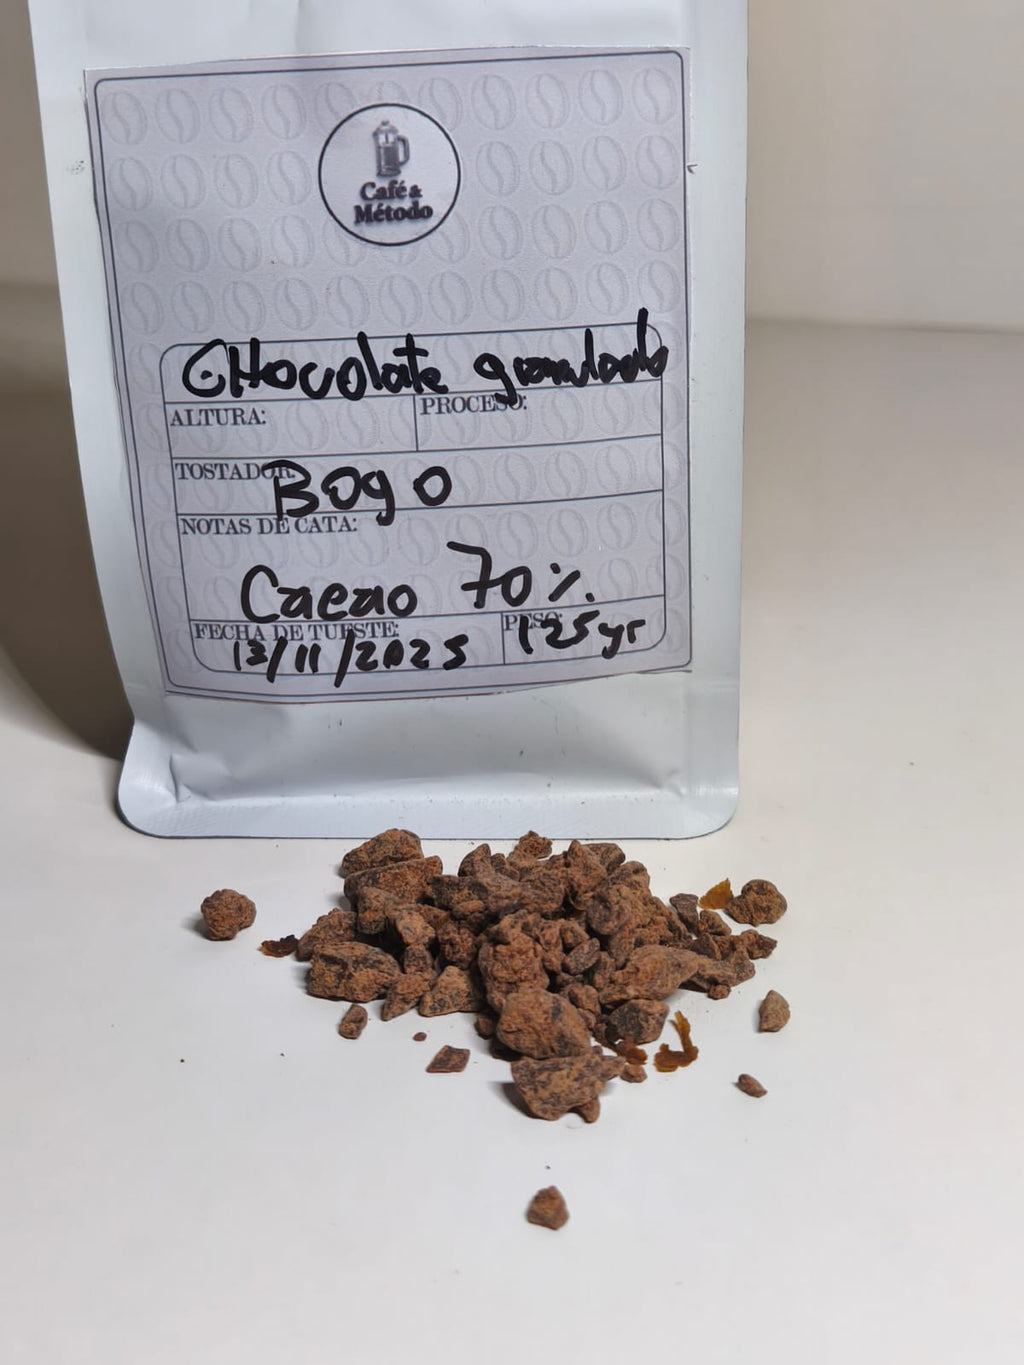 Café &
Método
CHocolate granulado
ALTURA:
PROCESO:
TOSTADOR:
Bogo
NOTAS DE CATA:
Cacao 70%.
FECHA DE TUESTE:
13/11/2025
PESO:
125gr